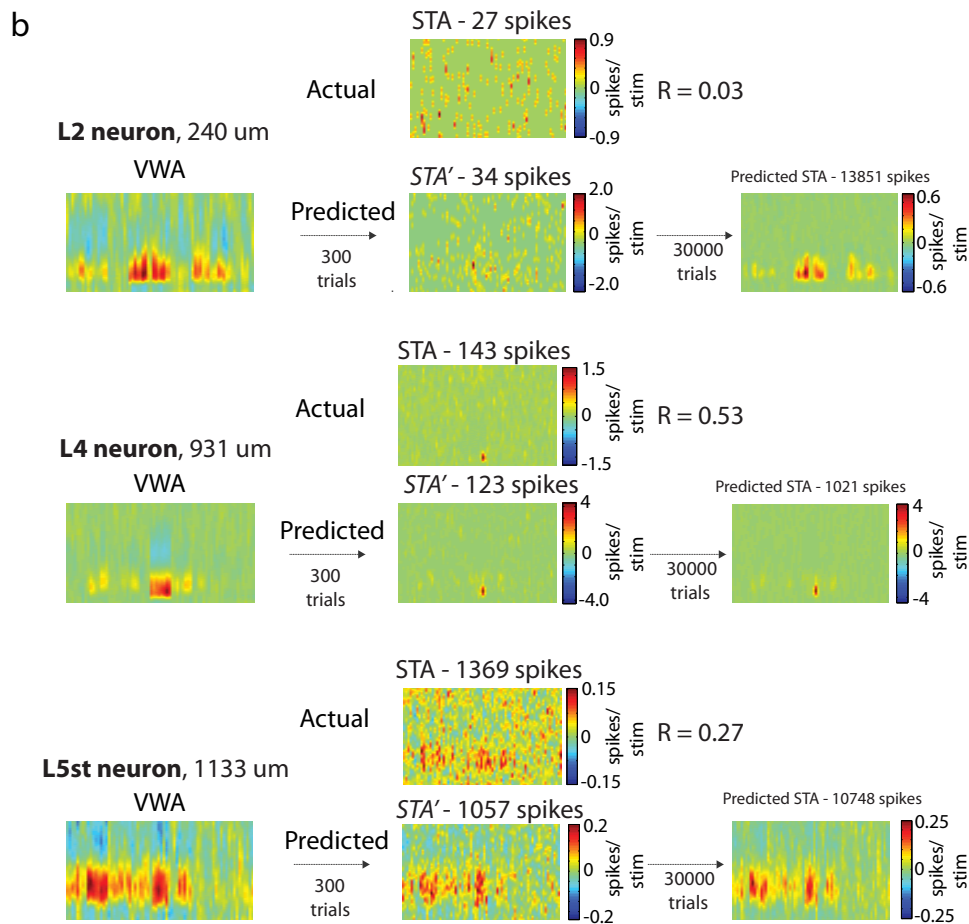 b
STA - 27 spikes
Actual
0.9
0
-0.9
spikes/
stim
R = 0.03
L2 neuron, 240 um
VWA
Predicted
300
trials
STA' - 34 spikes
2.0
0
-2.0
spikes/
stim
30000
trials
Predicted STA - 13851 spikes
0.6
0
-0.6
spikes/
stim
STA - 143 spikes
Actual
1.5
0
-1.5
spikes/
stim
R = 0.53
L4 neuron, 931 um
VWA
Predicted
300
trials
STA' - 123 spikes
4
0
-4.0
spikes/
stim
30000
trials
Predicted STA - 1021 spikes
4
0
-4
spikes/
stim
STA - 1369 spikes
Actual
0.15
0
-0.15
spikes/
stim
R = 0.27
L5st neuron, 1133 um
VWA
Predicted
300
trials
STA' - 1057 spikes
0.2
0
-0.2
spikes/
stim
30000
trials
Predicted STA - 10748 spikes
0.25
0
-0.25
spikes/
stim